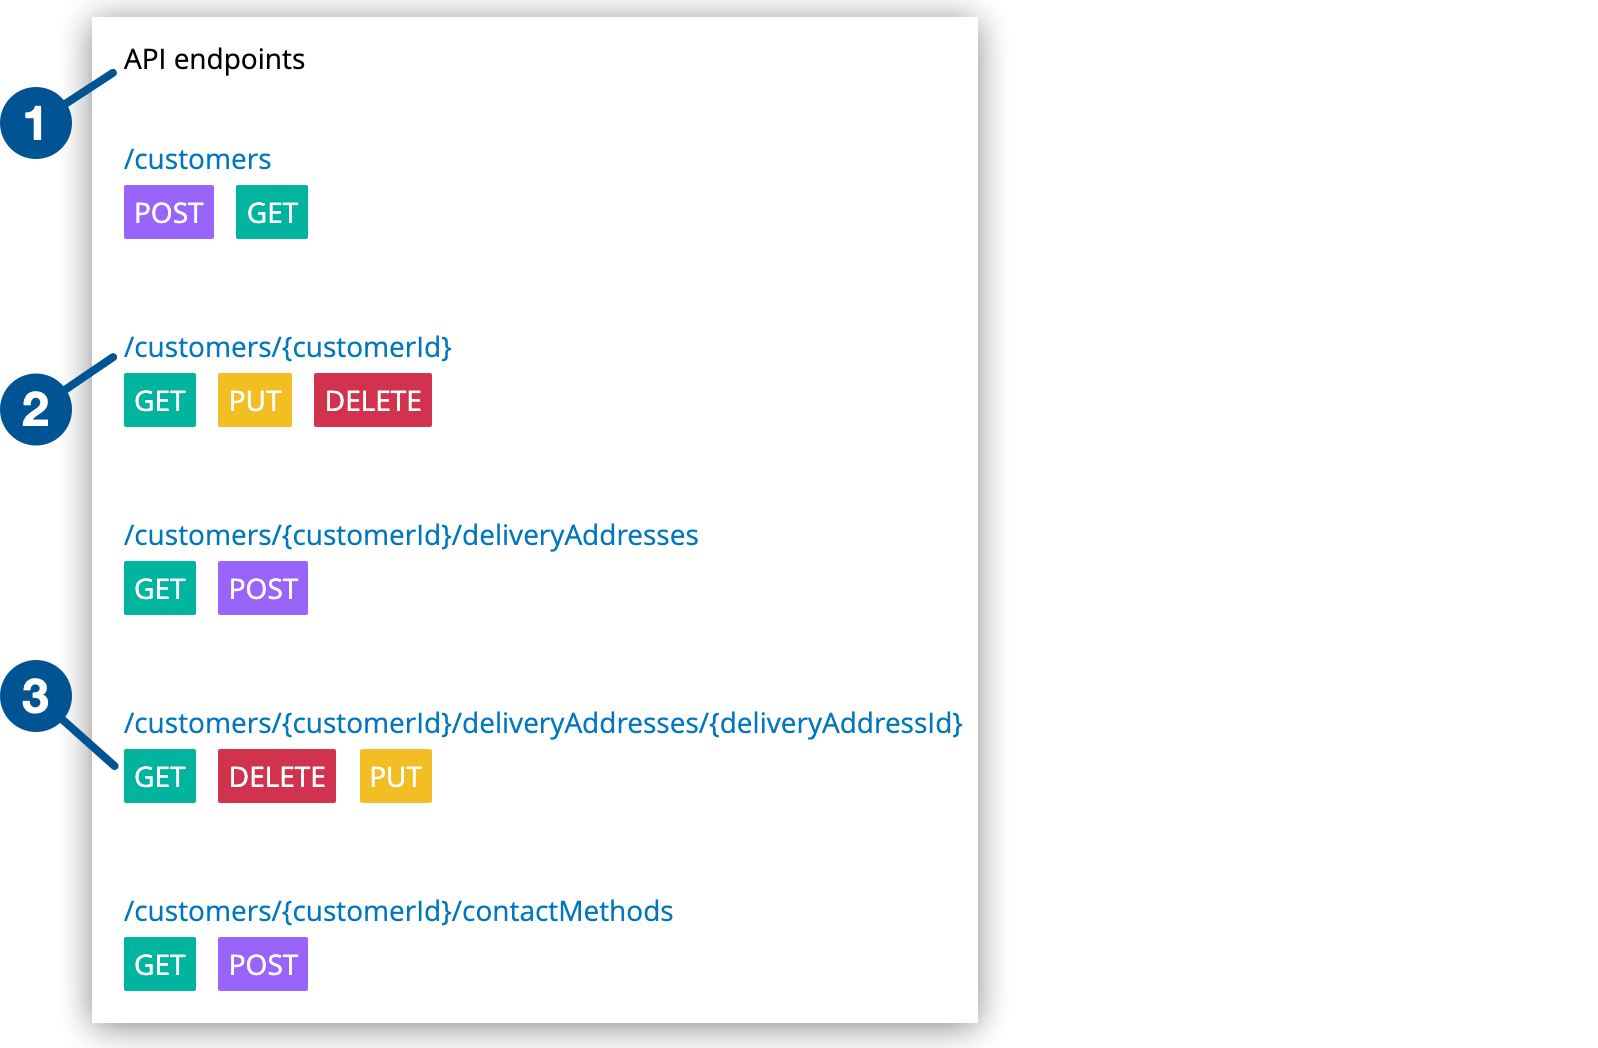 API endpoints
1
/customers
POST GET
/customers/{customerId}
2
GET PUT DELETE
/customers/{customerId}/deliveryAddresses
GET POST
3
/customers/{customerId}/deliveryAddresses/{deliveryAddressId}
GET DELETE PUT
/customers/{customerId}/contactMethods
GET POST